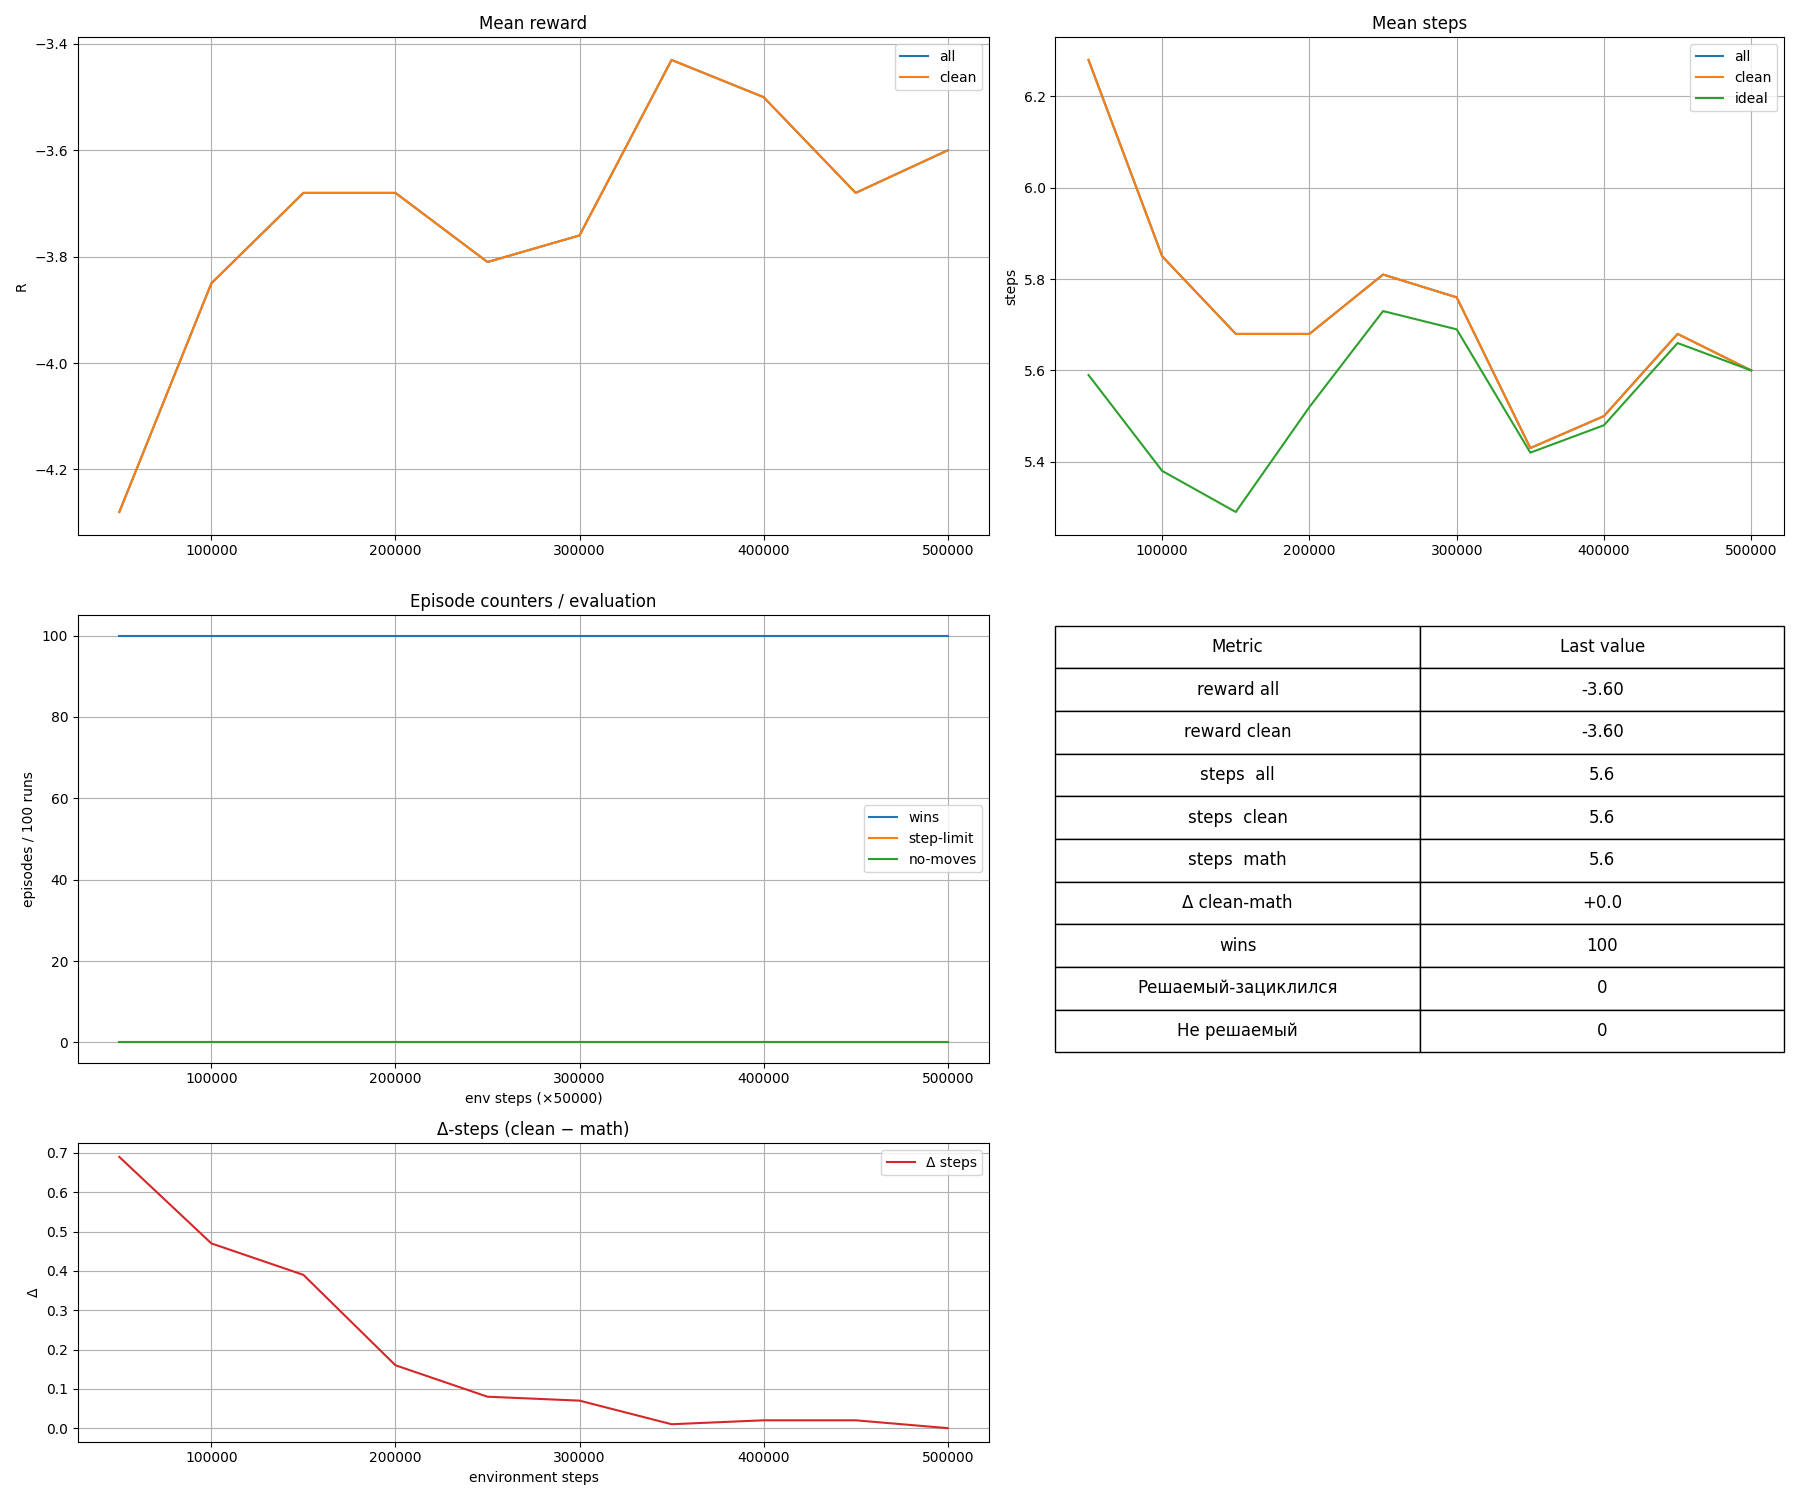 Mean reward
−3.4
−3.6
−3.8
−4.0
−4.2
R
all
clean
100000 200000 300000 400000 500000
Mean steps
6.2
6.0
5.8
5.6
5.4
steps
all
clean
ideal
100000 200000 300000 400000 500000
Episode counters / evaluation
100
80
60
40
20
0
episodes / 100 runs
wins
step-limit
no-moves
100000 200000 300000 400000 500000
env steps (×50000)
Metric Last value
reward all -3.60
reward clean -3.60
steps all 5.6
steps clean 5.6
steps math 5.6
Δ clean-math +0.0
wins 100
Решаемый-зациклился 0
Не решаемый 0
Δ-steps (clean − math)
0.7
0.6
0.5
0.4
0.3
0.2
0.1
0.0
Δ
Δ steps
100000 200000 300000 400000 500000
environment steps